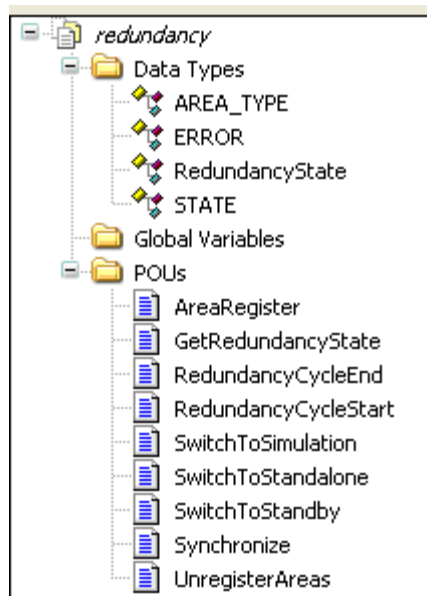 redundancy
Data Types
AREA_TYPE
ERROR
RedundancyState
STATE
Global Variables
POUs
AreaRegister
GetRedundancyState
RedundancyCycleEnd
RedundancyCycleStart
SwitchToSimulation
SwitchToStandalone
SwitchToStandby
Synchronize
UnregisterAreas